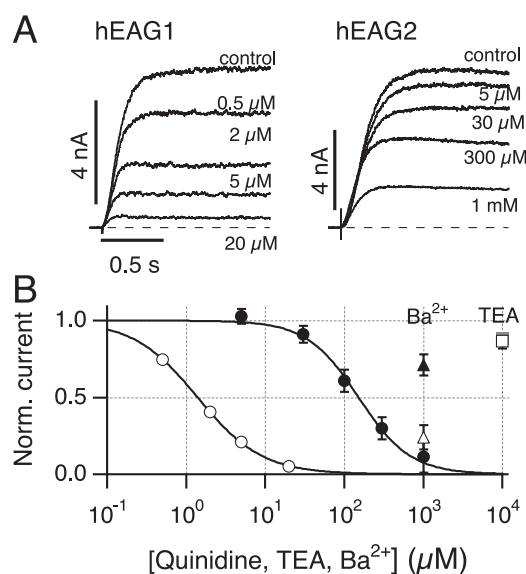 A
hEAG1
hEAG2
control
0.5 µM
2 µM
5 µM
20 µM
4 nA
0.5 s
control
5 µM
30 µM
300 µM
1 mM
4 nA
B
Ba2+
TEA
1.0
0.5
0.0
Norm. current
10-1
100
101
102
103
104
[Quinidine, TEA, Ba2+] (µM)